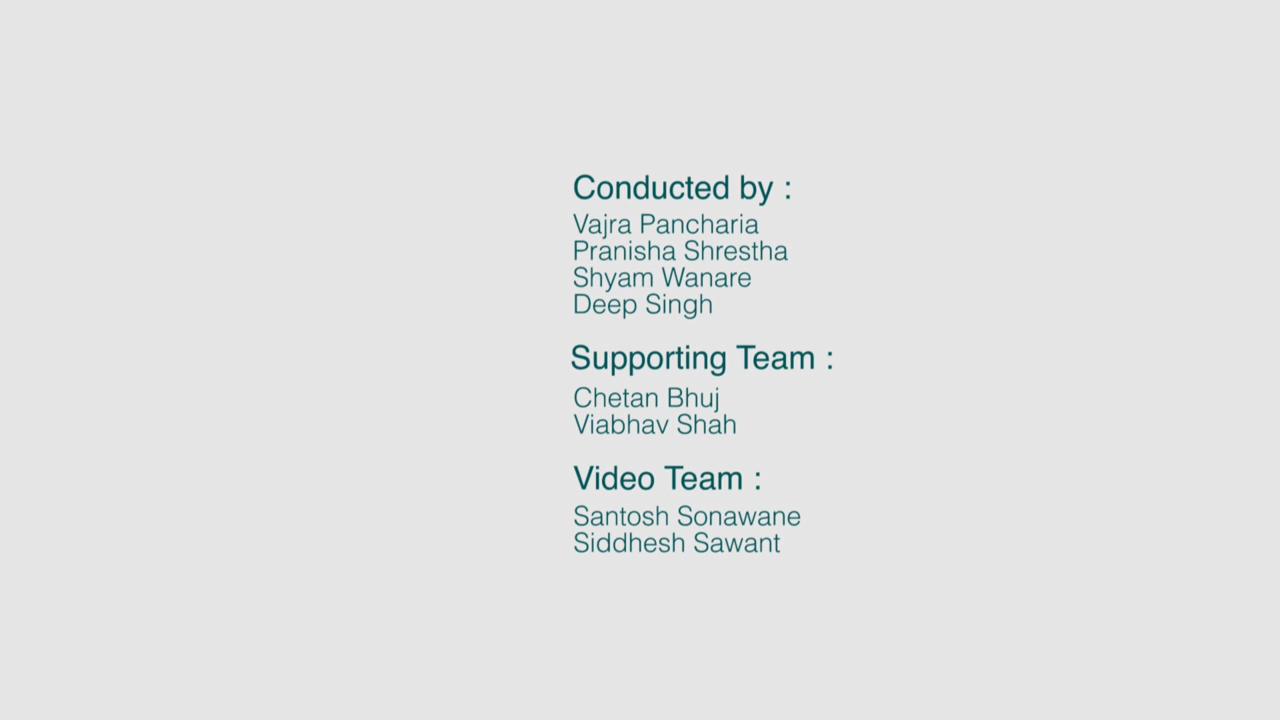 Conducted by :
Vajra Pancharia
Pranisha Shrestha
Shyam Wanare
Deep Singh
Supporting Team :
Chetan Bhuj
Viabhav Shah
Video Team :
Santosh Sonawane
Siddhesh Sawant